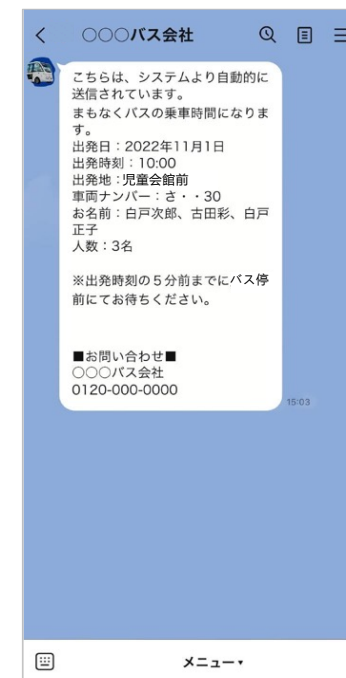 ○○○バス会社
こちらは、システムより自動的に
送信されています。
まもなくバスの乗車時間になりま
す。
出発日：2022年11月1日
出発時刻：10:00
出発地：児童会館前
車両ナンバー：さ・・30
お名前：白戸次郎、古田彩、白戸
正子
人数：3名
※出発時刻の５分前までにバス停
前にてお待ちください。
■お問い合わせ■
○○○バス会社
0120-000-0000
15:03
メニュー▼